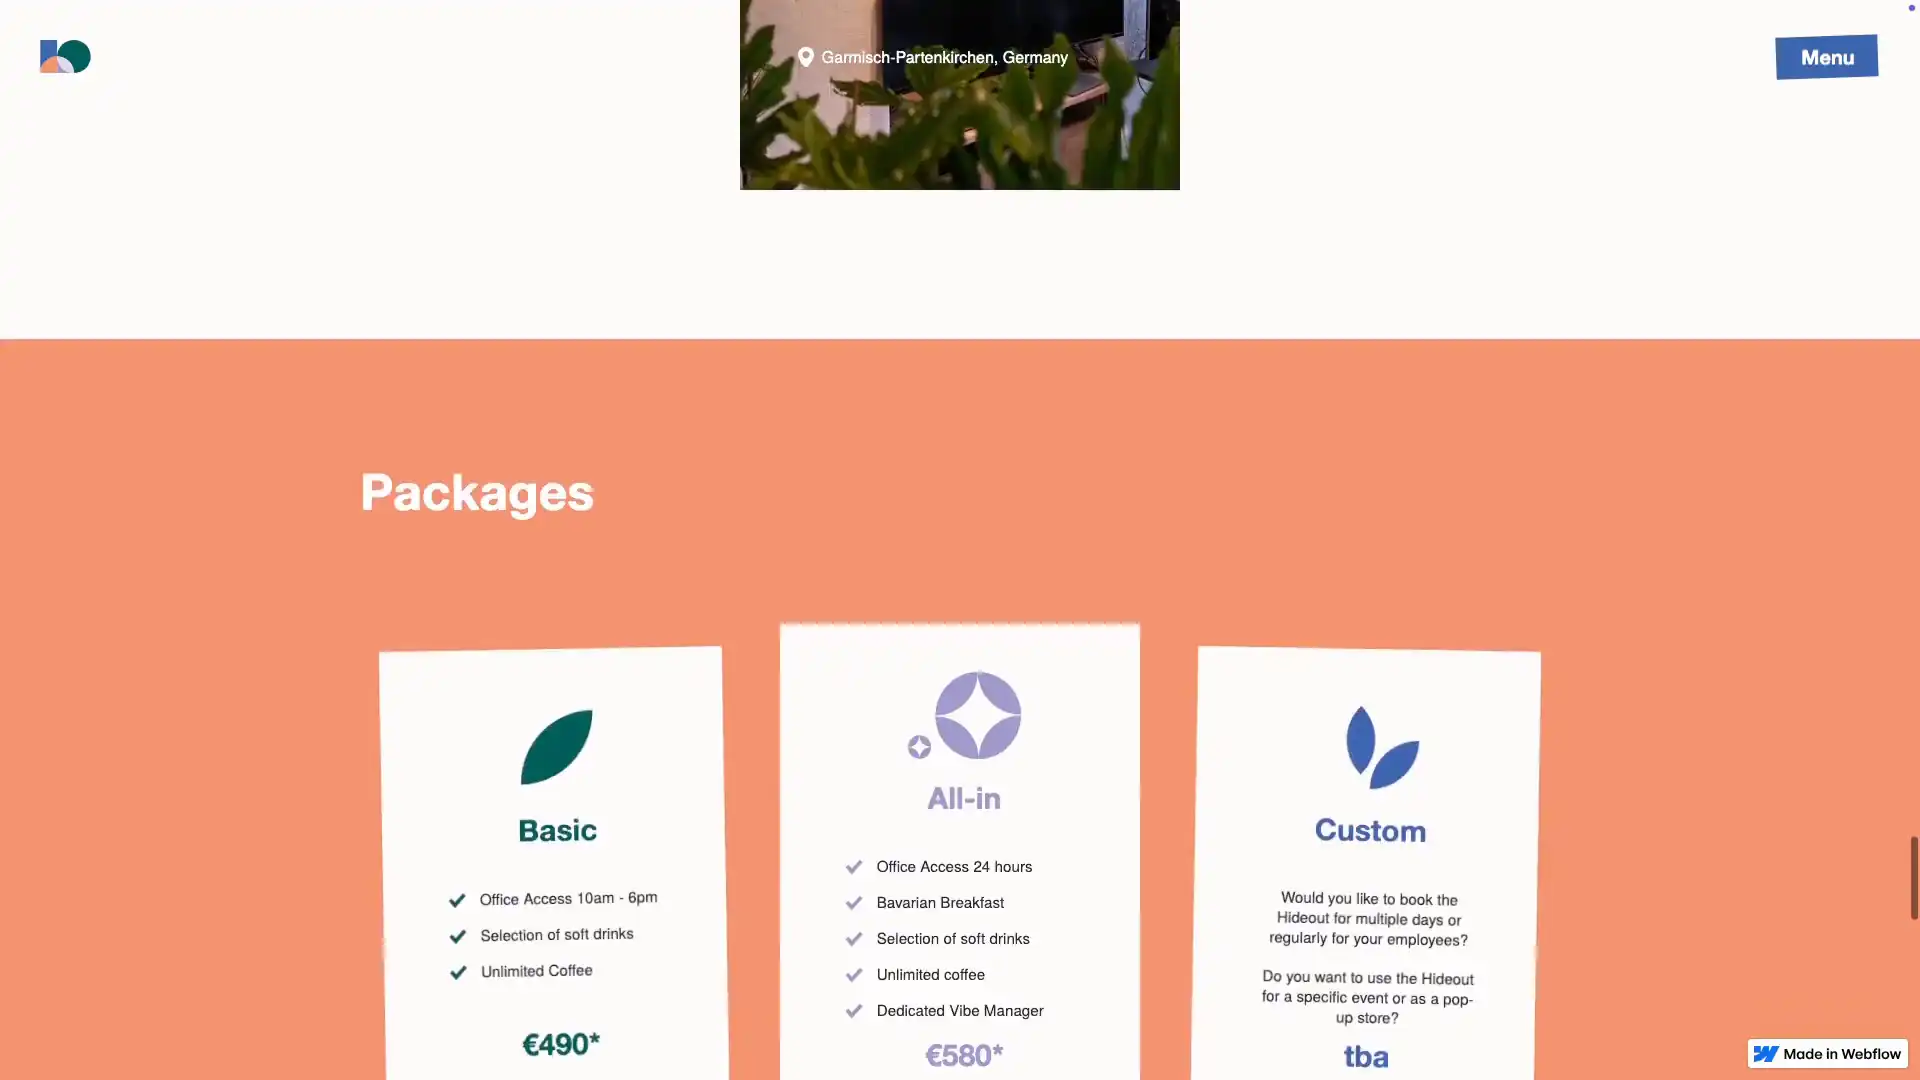 Garmisch-Partenkirchen, Germany
Menu
Packages
Basic
Office Access 10am - 6pm
Selection of soft drinks
Unlimited Coffee
€490*
All-in
Office Access 24 hours
Bavarian Breakfast
Selection of soft drinks
Unlimited coffee
Dedicated Vibe Manager
€580*
Custom
Would you like to book the
Hideout for multiple days or
regularly for your employees?
Do you want to use the Hideout
for a specific event or as a pop-
up store?
tba
Made in Webflow